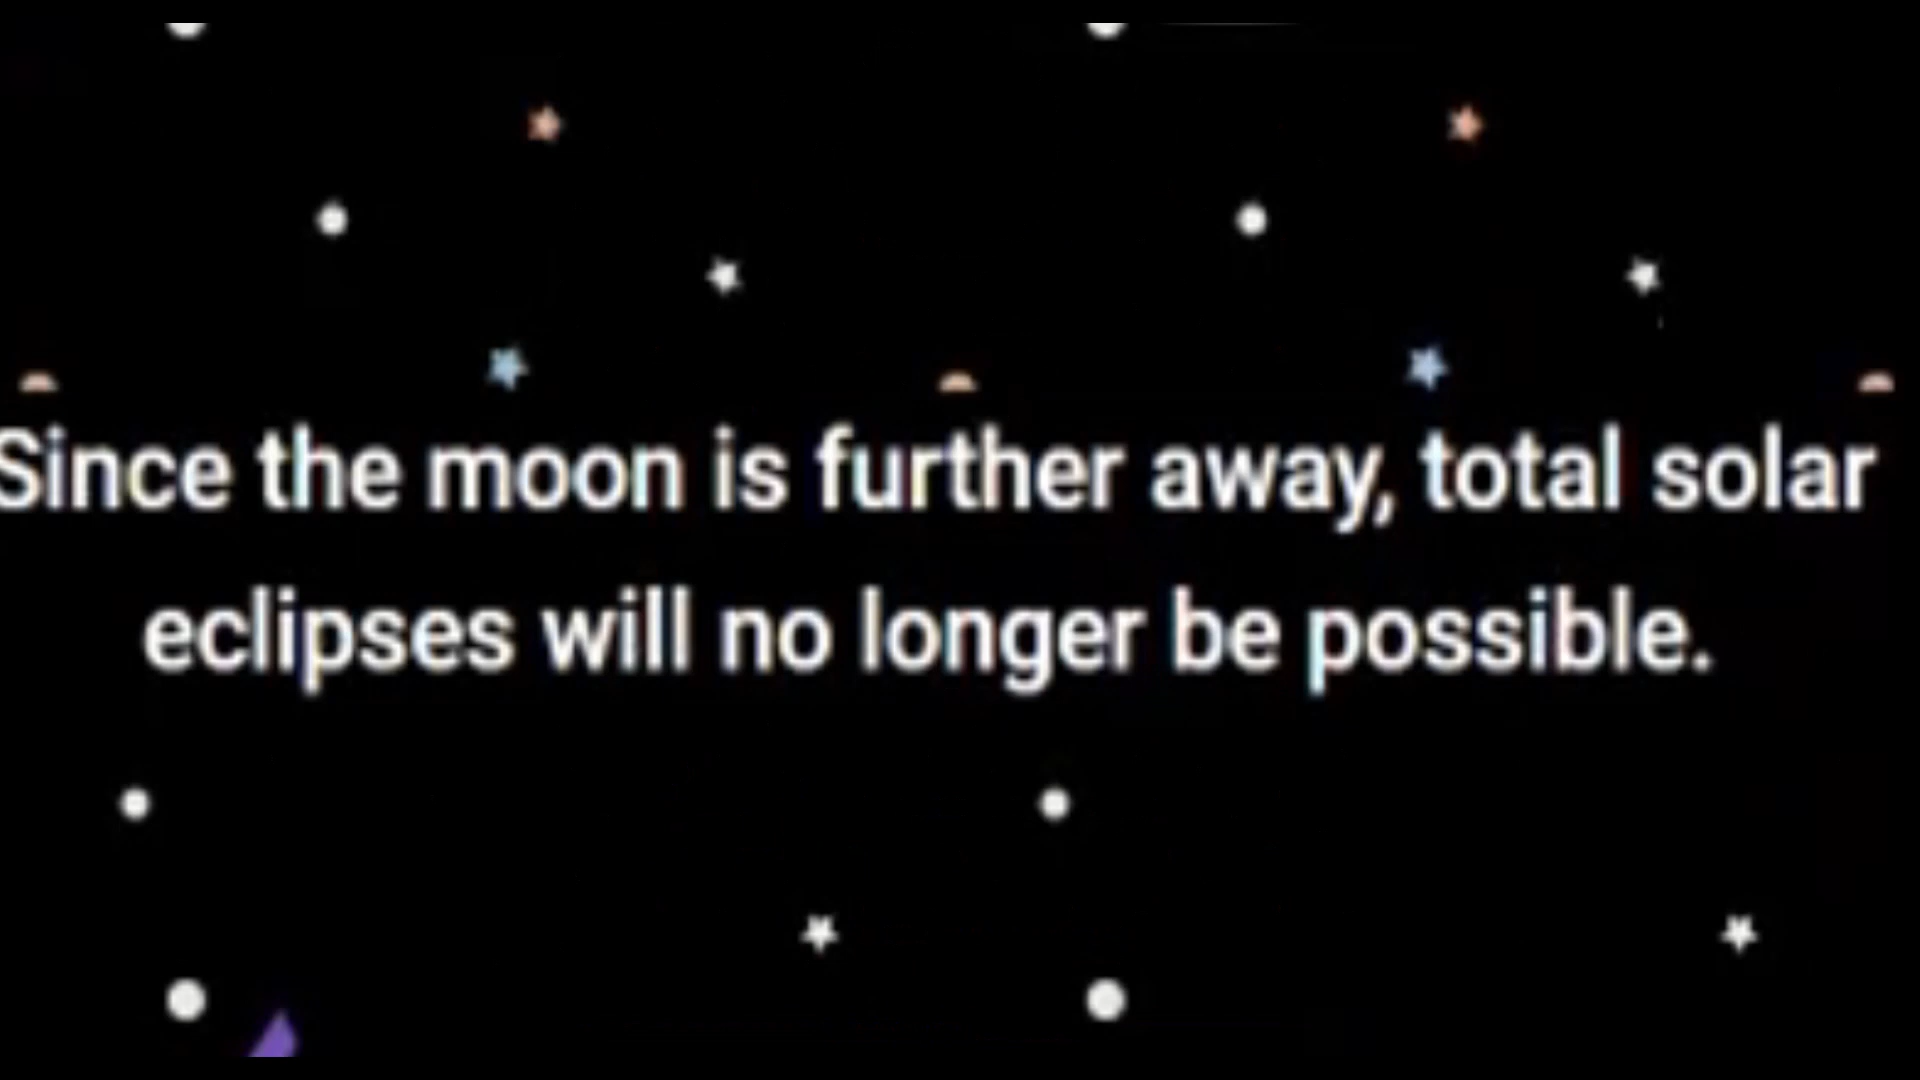 Since the moon is further away, total solar
eclipses will no longer be possible.